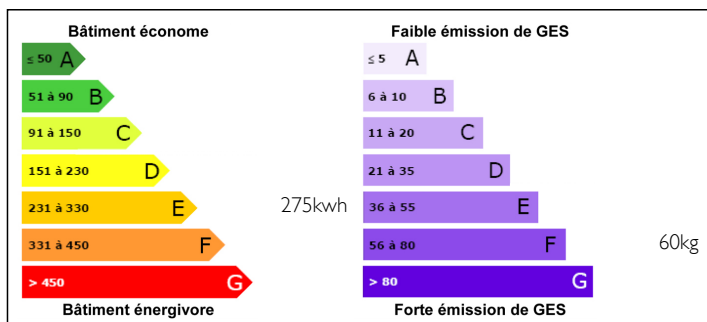 Bâtiment économe
≤ 50 A
51 à 90 B
91 à 150 C
151 à 230 D
231 à 330 E
275kwh
331 à 450 F
> 450 G
Bâtiment énergivore
Faible émission de GES
≤ 5 A
6 à 10 B
11 à 20 C
21 à 35 D
36 à 55 E
56 à 80 F
60kg
> 80 G
Forte émission de GES